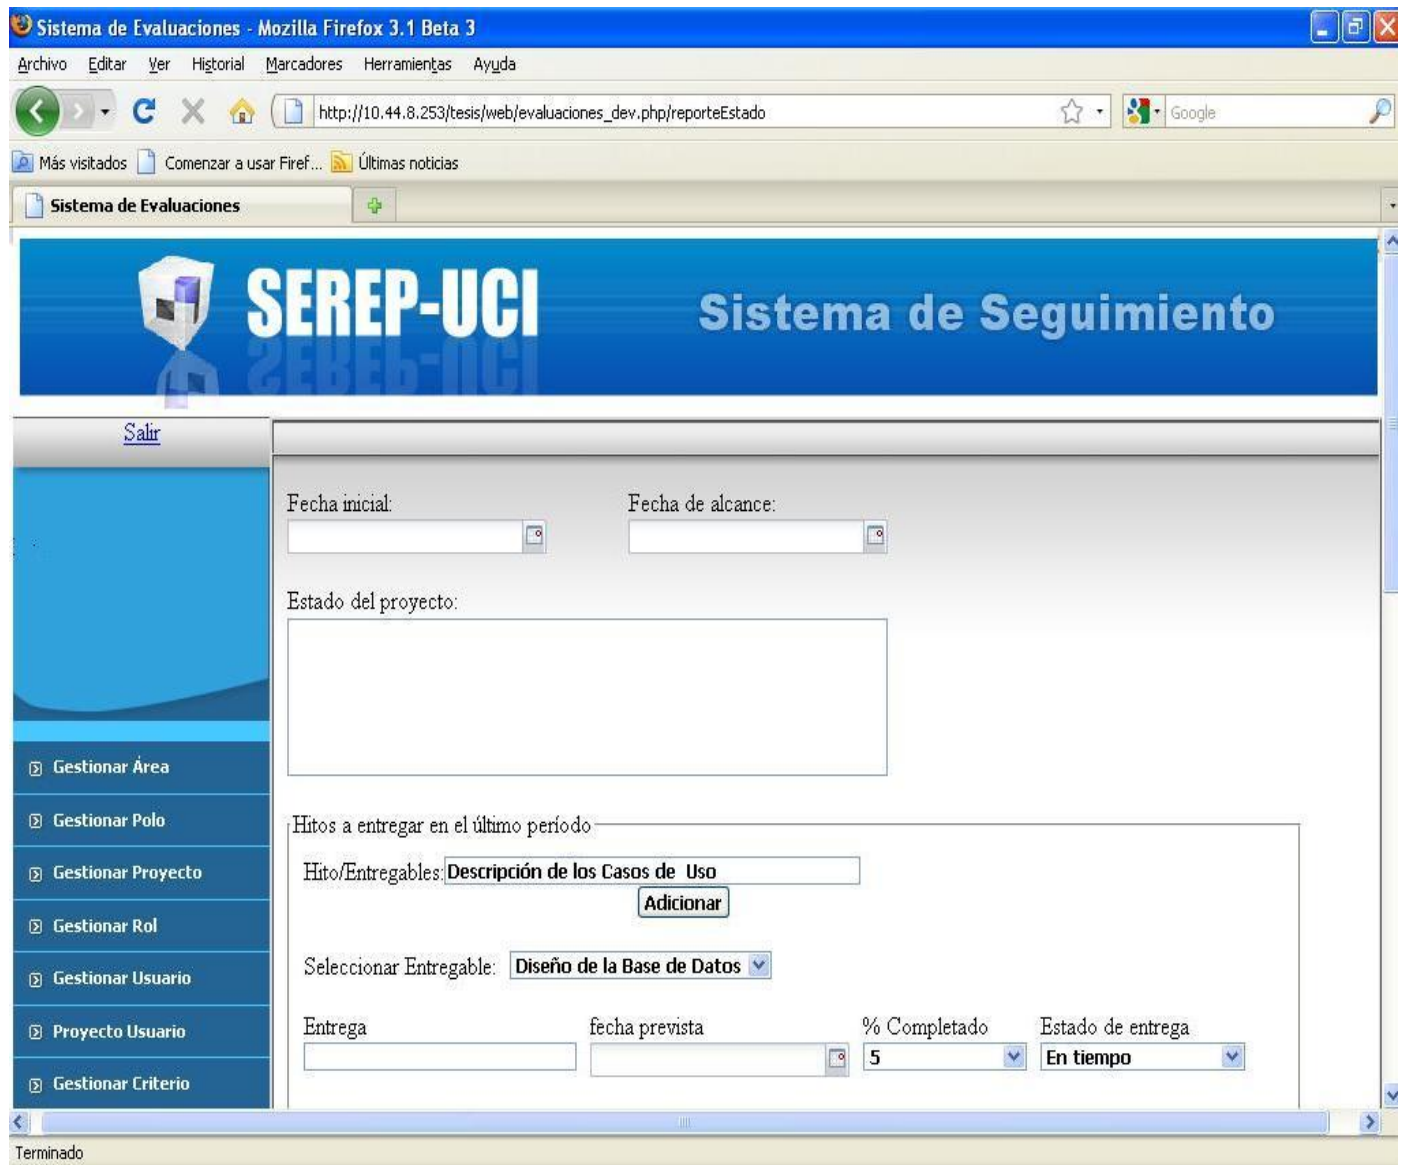 Sistema de Evaluaciones - Mozilla Firefox 3.1 Beta 3
Archivo Editar Ver Historial Marcadores Herramientas Ayuda
http://10.44.8.253/tesis/web/evaluaciones_dev.php/reporteEstado Google
Más visitados Comenzar a usar Firef... Últimas noticias
Sistema de Evaluaciones
SEREP-UCI Sistema de Seguimiento
Salir
Fecha inicial: Fecha de alcance:
Estado del proyecto:
Gestionar Área
Gestionar Polo
Gestionar Proyecto
Gestionar Rol
Gestionar Usuario
Proyecto Usuario
Gestionar Criterio
Hitos a entregar en el último período
Hito/Entregables: Descripción de los Casos de Uso
Adicionar
Seleccionar Entregable: Diseño de la Base de Datos
Entrega fecha prevista % Completado Estado de entrega
5 En tiempo
Terminado